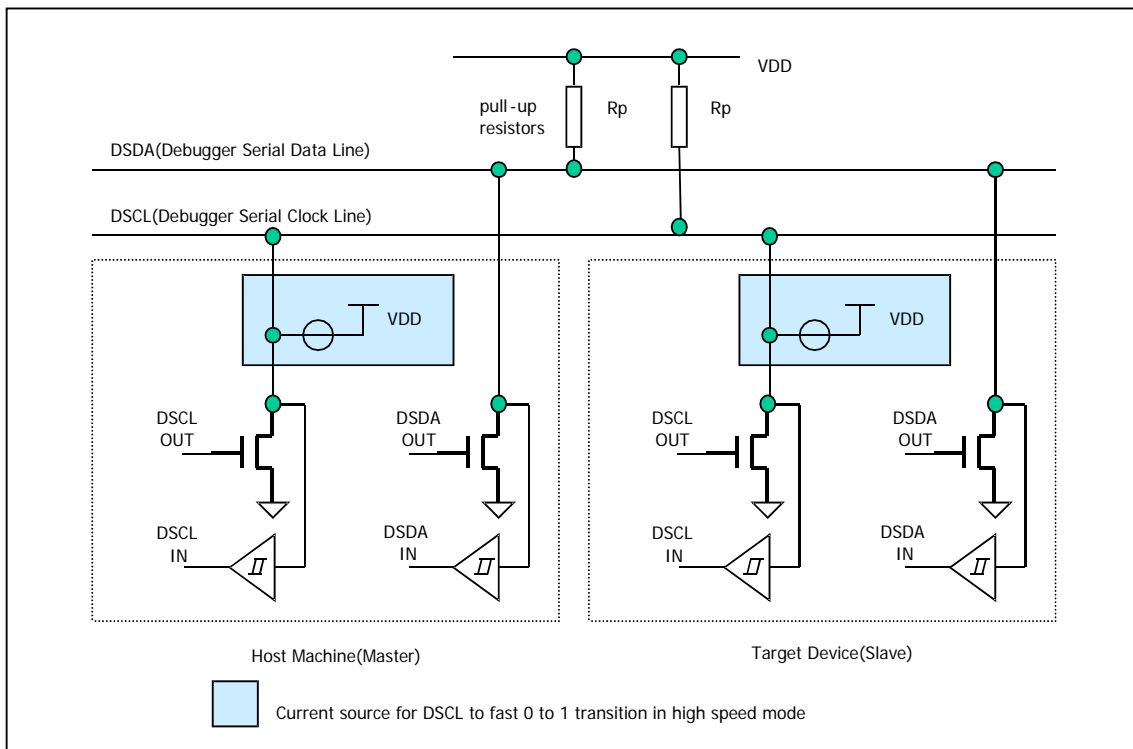 VDD
pull-up Rp Rp
resistors
DSDA(Debugger Serial Data Line)
DSCL(Debugger Serial Clock Line)
VDD VDD
DSCL DSDA DSCL DSDA
OUT OUT OUT OUT
DSCL DSDA DSCL DSDA
IN IN IN IN
Host Machine(Master) Target Device(Slave)
Current source for DSCL to fast 0 to 1 transition in high speed mode